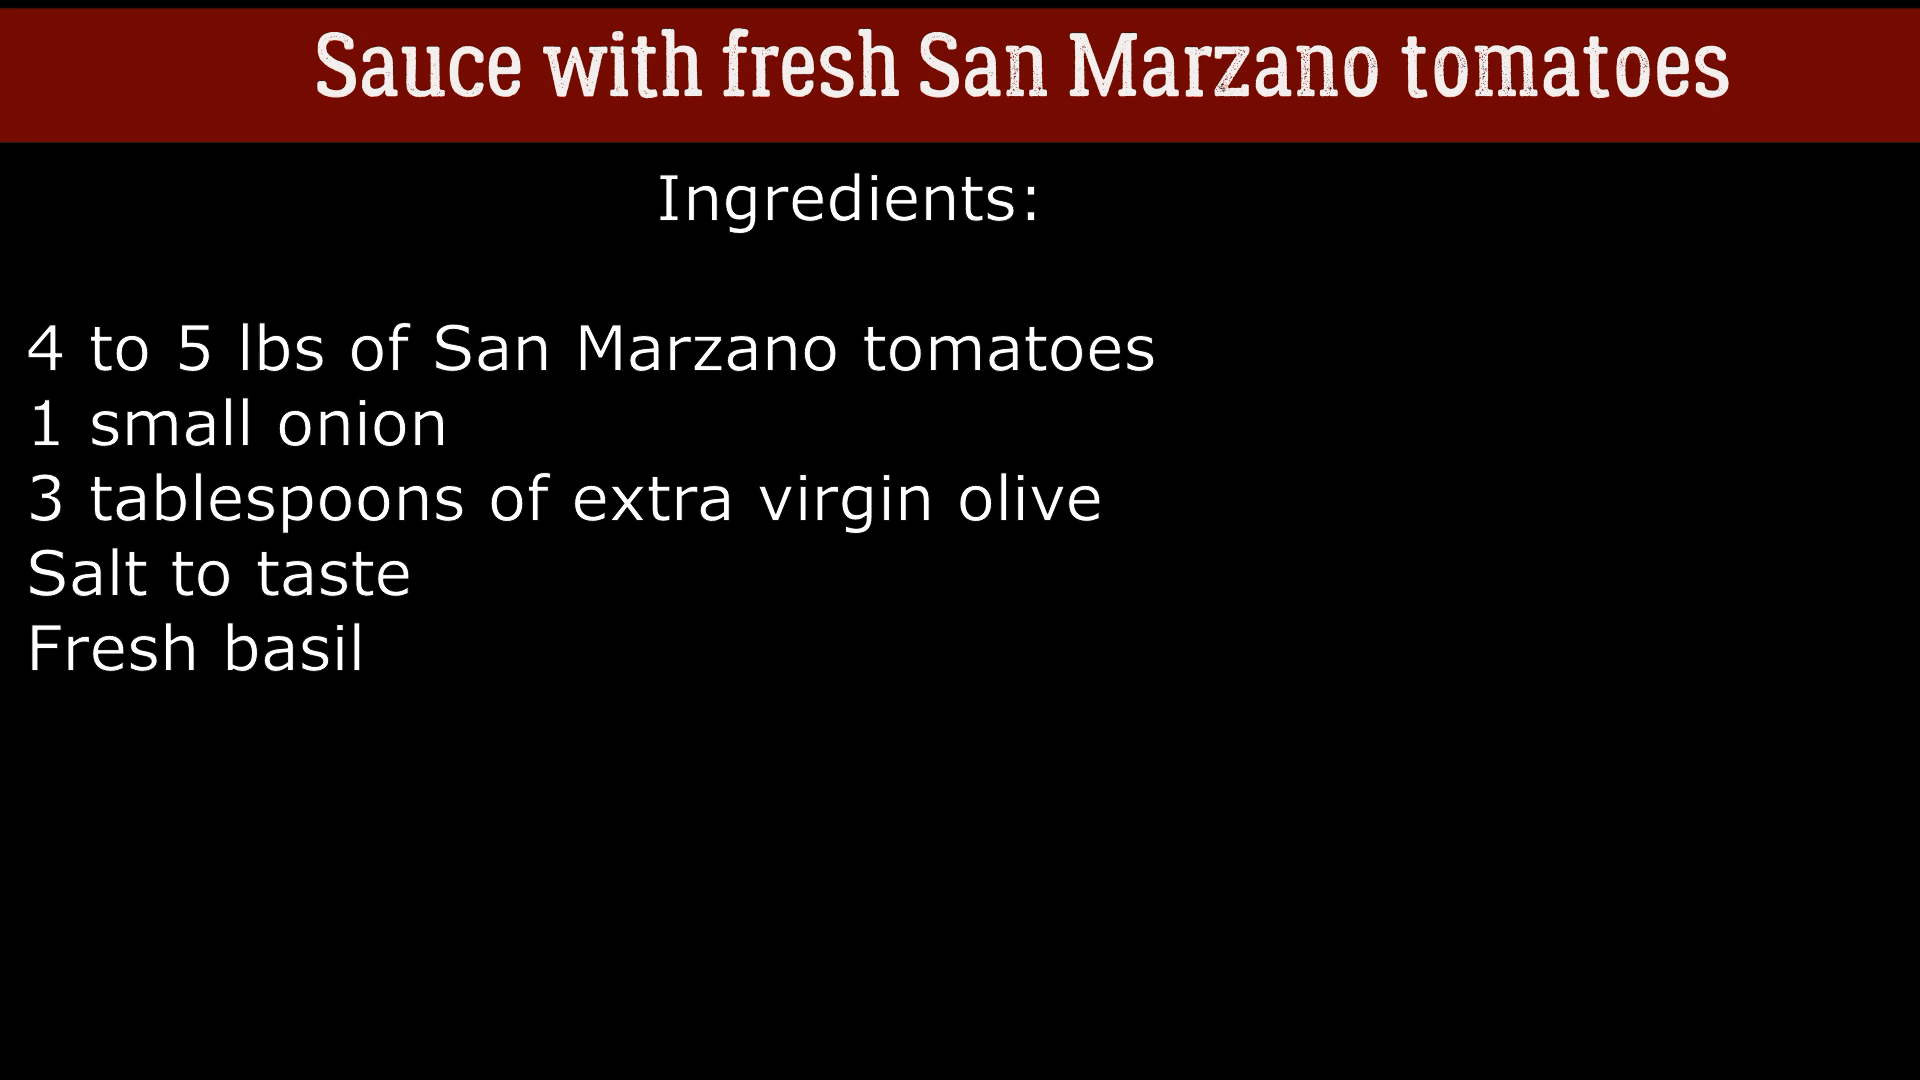 Sauce with fresh San Marzano tomatoes
Ingredients:
4 to 5 lbs of San Marzano tomatoes
1 small onion
3 tablespoons of extra virgin olive
Salt to taste
Fresh basil